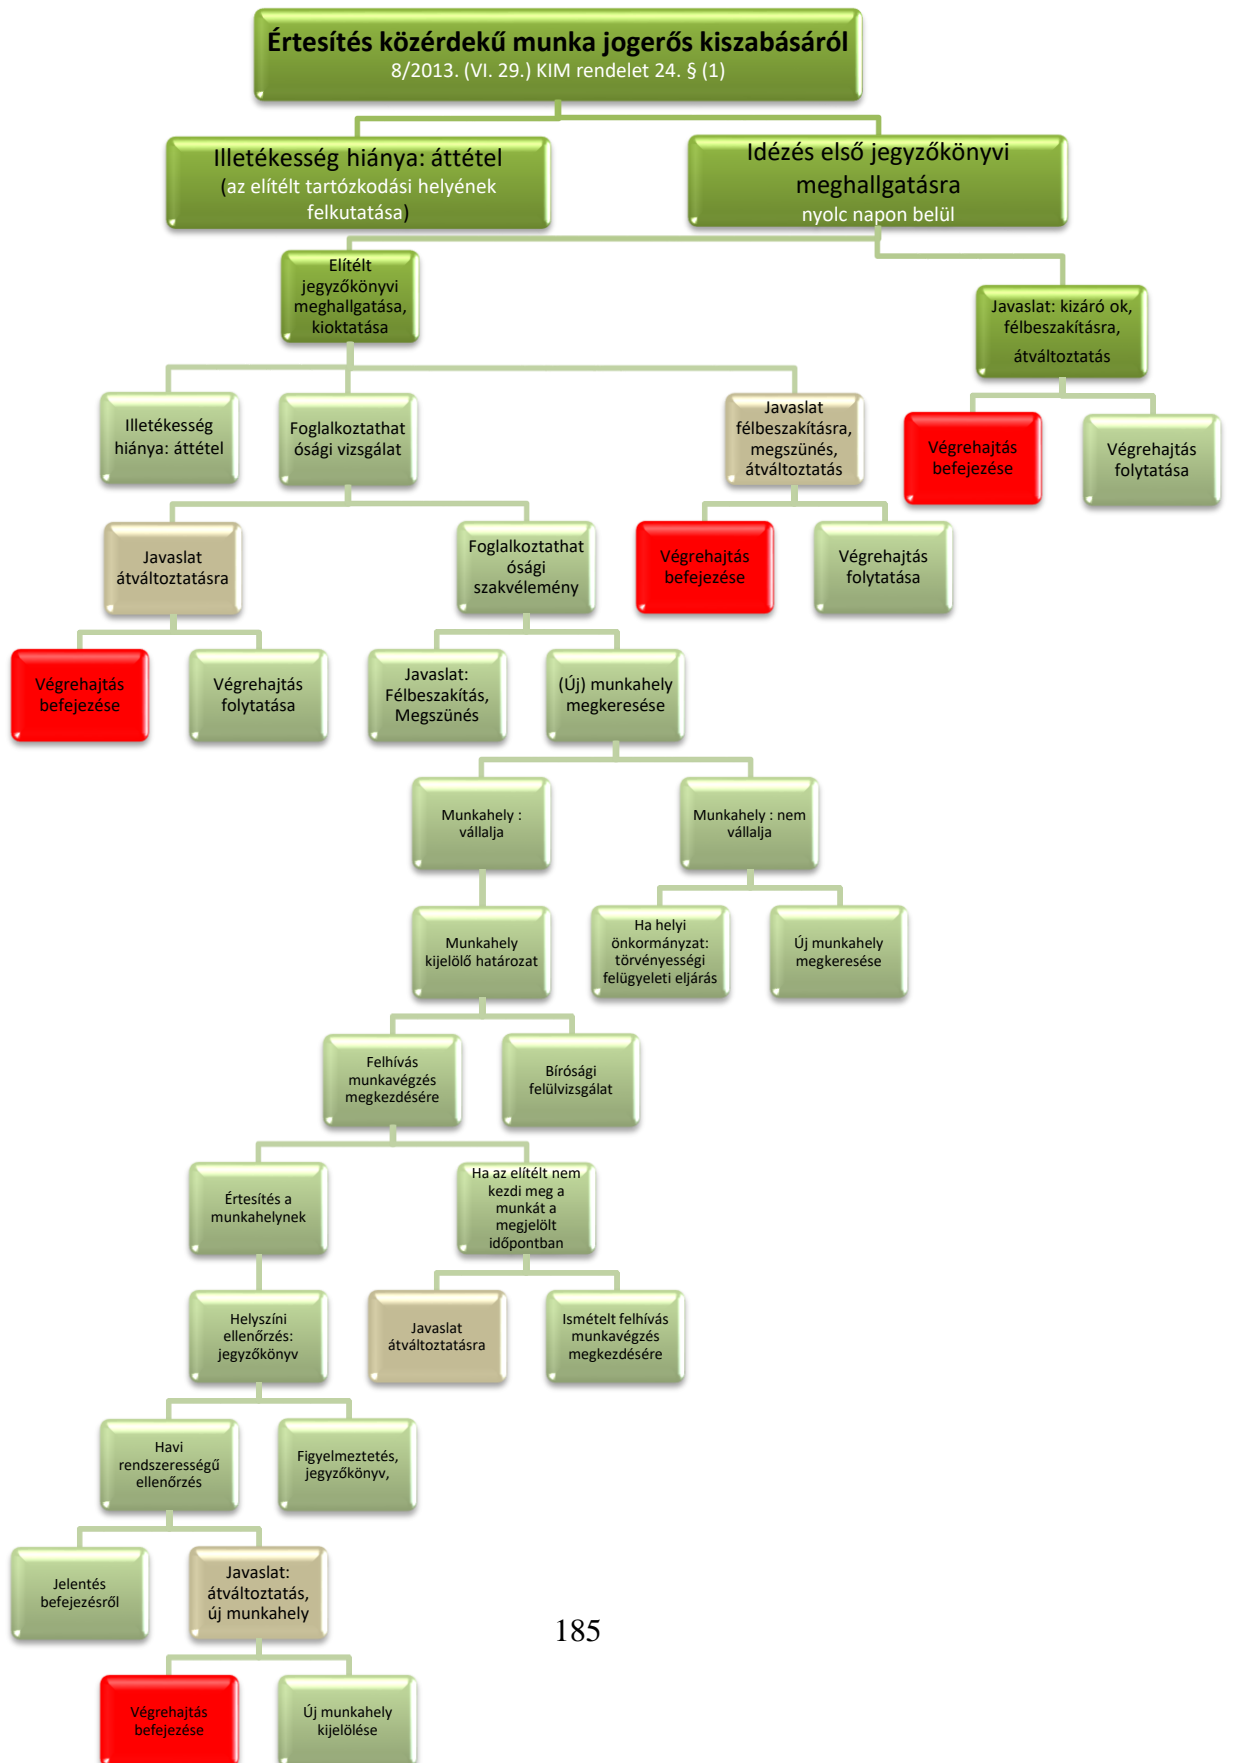 Értesítés közérdekű munka jogerős kiszabásáról
8/2013. (VI. 29.) KIM rendelet 24. § (1)
Illetékesség hiánya: áttétel
(az elítélt tartózkodási helyének
felkutatása)
Idézés első jegyzőkönyvi
meghallgatásra
nyolc napon belül
Elítélt
jegyzőkönyvi
meghallgatása,
kioktatása
Javaslat: kizáró ok,
félbeszakításra,
átváltoztatás
Illetékesség
hiánya: áttétel
Foglalkoztathat
ósági vizsgálat
Javaslat
félbeszakításra,
megszünés,
átváltoztatás
Végrehajtás
befejezése
Végrehajtás
folytatása
Javaslat
átváltoztatásra
Foglalkoztathat
ósági
szakvélemény
Végrehajtás
befejezése
Végrehajtás
folytatása
Végrehajtás
befejezése
Végrehajtás
folytatása
Javaslat:
Félbeszakítás,
Megszünés
(Új) munkahely
megkeresése
Munkahely :
vállalja
Munkahely : nem
vállalja
Munkahely
kijelölő határozat
Ha helyi
önkormányzat:
törvényességi
felügyeleti eljárás
Új munkahely
megkeresése
Felhívás
munkavégzés
megkezdésére
Bírósági
felülvizsgálat
Értesítés a
munkahelynek
Ha az elítélt nem
kezdi meg a
munkát a
megjelölt
időpontban
Helyszíni
ellenőrzés:
jegyzőkönyv
Javaslat
átváltoztatásra
Ismételt felhívás
munkavégzés
megkezdésére
Havi
rendszerességű
ellenőrzés
Figyelmeztetés,
jegyzőkönyv,
Jelentés
befejezésről
Javaslat:
átváltoztatás,
új munkahely
Végrehajtás
befejezése
Új munkahely
kijelölése
185